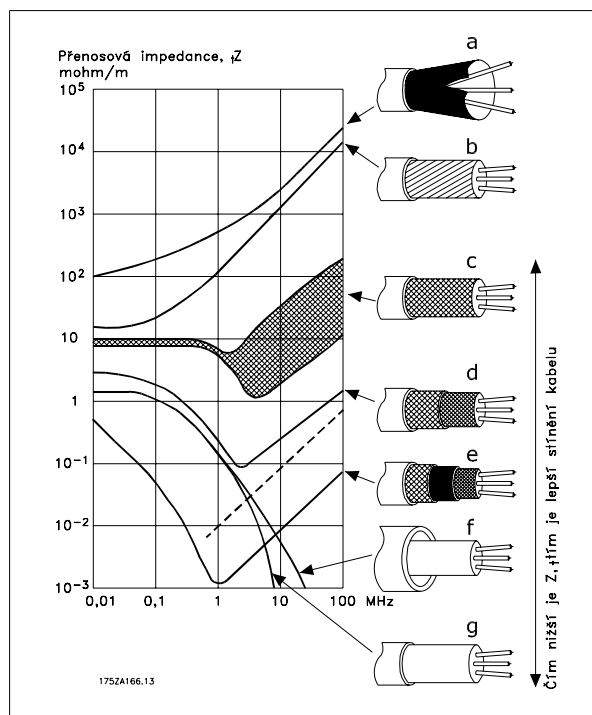 Přenosová impedance, tZ
mohm/m
10⁵
10⁴
10³
10²
10
1
10⁻¹
10⁻²
10⁻³
0,01 0,1 1 10 100 MHz
a
b
c
d
e
f
g
Čím nižší je Z,tím je lepší stínění kabelu
175ZA166.13